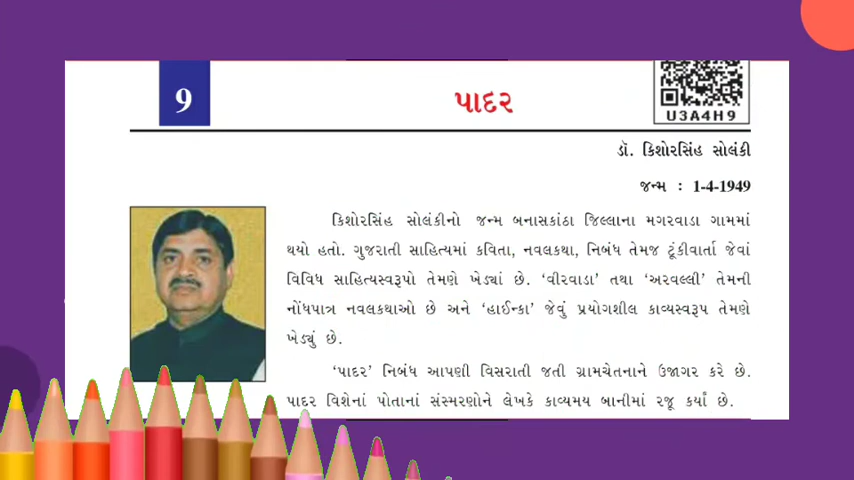 9
પાદર
U3A4H9
ડૉ. કિશોરસિંહ સોલંકી
જન્મ : 1-4-1949
કિશોરસિંહ સોલંકીનો જન્મ બનાસકાંઠા જિલ્લાના મગરવાડા ગામમાં
થયો હતો. ગુજરાતી સાહિત્યમાં કવિતા, નવલકથા, નિબંધ તેમજ ટૂંકીવાર્તા જેવાં
વિવિધ સાહિત્યસ્વરૂપો તેમણે ખેડ્યાં છે. ‘વીરવાડા’ તથા ‘અરવલ્લી’ તેમની
નોંધપાત્ર નવલકથાઓ છે અને ‘હાઈન્કા’ જેવું પ્રયોગશીલ કાવ્યસ્વરૂપ તેમણે
ખેડ્યું છે.
‘પાદર’ નિબંધ આપણી વિસરાતી જતી ગ્રામચેતનાને ઉજાગર કરે છે.
પાદર વિશેનાં પોતાનાં સંસ્મરણોને લેખકે કાવ્યમય બાનીમાં રજૂ કર્યાં છે.